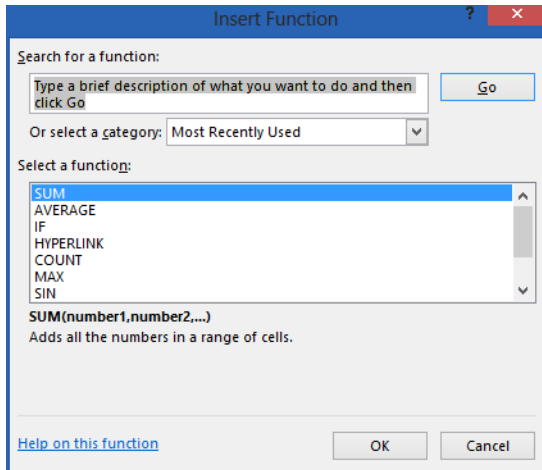 Insert Function
?
Search for a function:
Type a brief description of what you want to do and then
click Go
Go
Or select a category: Most Recently Used
Select a function:
SUM
AVERAGE
IF
HYPERLINK
COUNT
MAX
SIN
SUM(number1,number2,...)
Adds all the numbers in a range of cells.
Help on this function
OK
Cancel